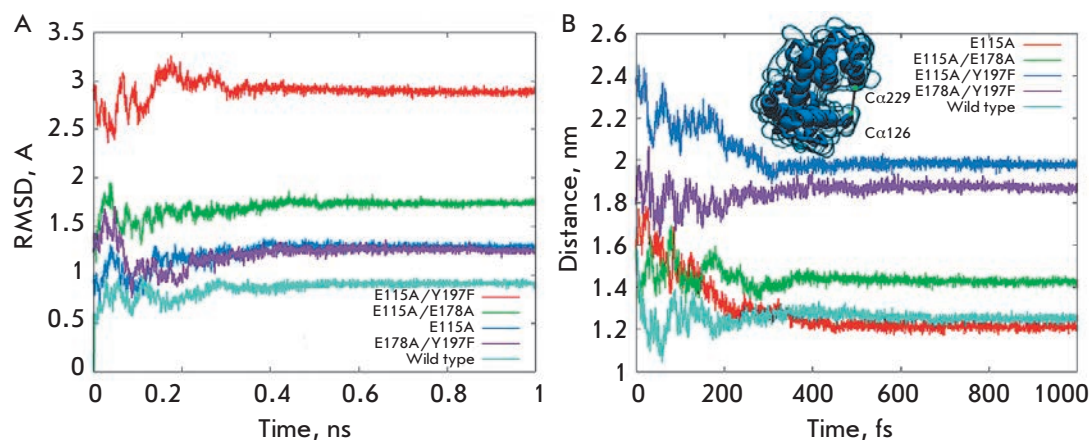 A
RMSD, A
3.5
3
2.5
2
1.5
1
0.5
0
E115A/Y197F
E115A/E178A
E115A
E178A/Y197F
Wild type
0 0.2 0.4 0.6 0.8 1
Time, ns
B
Distance, nm
2.6
2.4
2.2
2
1.8
1.6
1.4
1.2
1
E115A
E115A/E178A
E115A/Y197F
E178A/Y197F
Wild type
Cα229
Cα126
0 200 400 600 800 1000
Time, fs